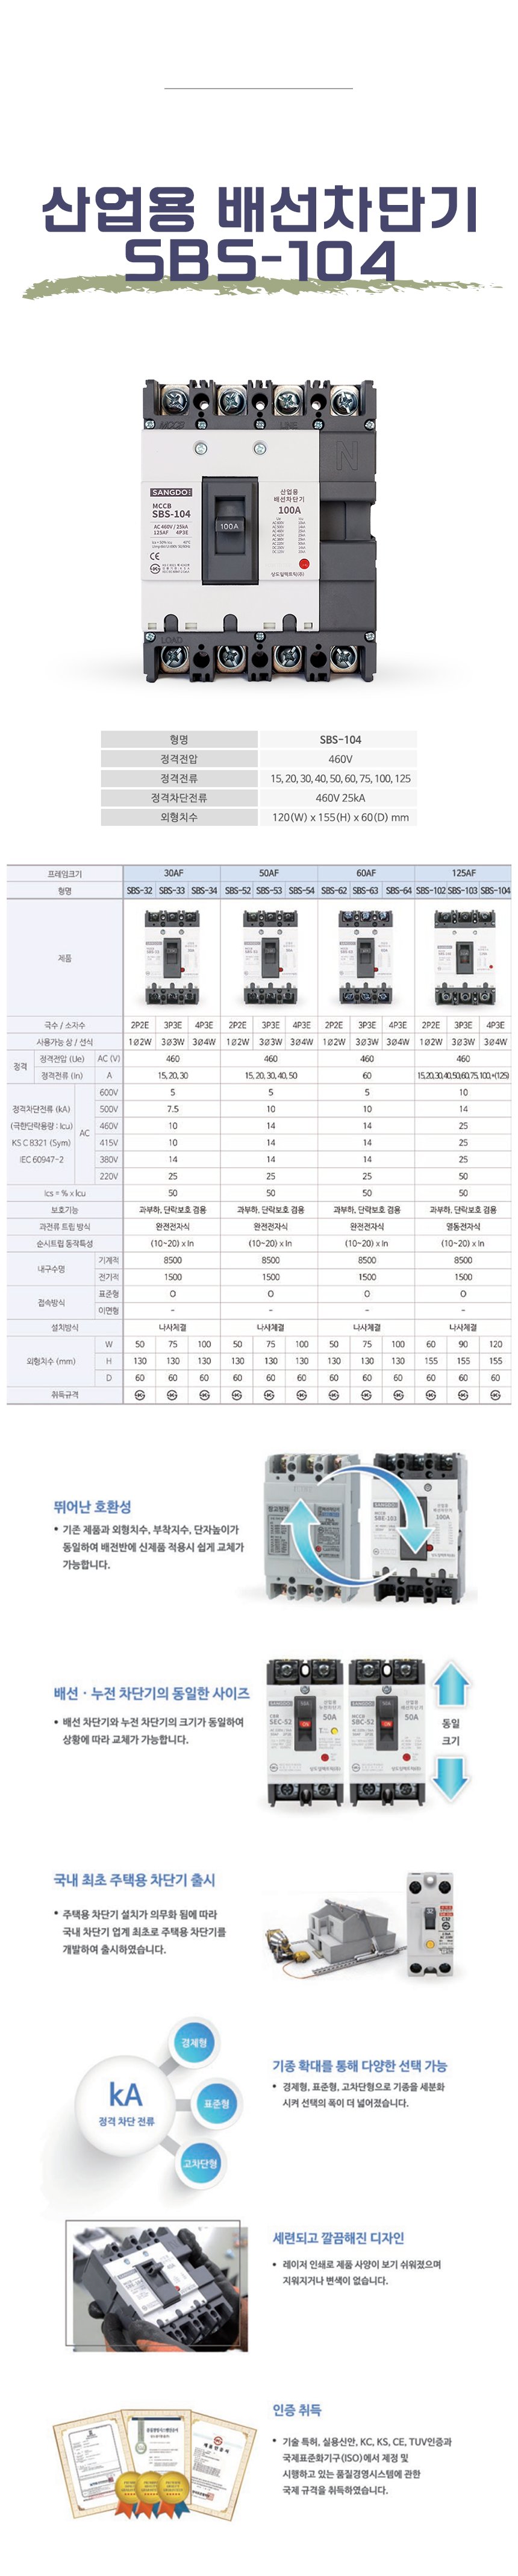 산업용 배선차단기
SBS-104
MCCB
LINE
N
SANGDO
MCCB
SBS-104
AC 460V / 25kA
125AF 4P3E
CE
100A
산업용
배선차단기
100A
상도일렉트릭(주)
LOAD
형명 SBS-104
정격전압 460V
정격전류 15, 20, 30, 40, 50, 60, 75, 100, 125
정격차단전류 460V 25kA
외형치수 120(W) x 155(H) x 60(D) mm
프레임크기 30AF 50AF 60AF 125AF
형명 SBS-32 SBS-33 SBS-34 SBS-52 SBS-53 SBS-54 SBS-62 SBS-63 SBS-64 SBS-102 SBS-103 SBS-104
제품
극수 / 소자수 2P2E 3P3E 4P3E 2P2E 3P3E 4P3E 2P2E 3P3E 4P3E 2P2E 3P3E 4P3E
사용가능 상 / 선식 1ø2W 3ø3W 3ø4W 1ø2W 3ø3W 3ø4W 1ø2W 3ø3W 3ø4W 1ø2W 3ø3W 3ø4W
정격 정격전압 (Ue) AC (V) 460 460 460 460
정격전류 (In) A 15, 20, 30 15, 20, 30, 40, 50 60 15,20,30,40,50,60,75,100,*(125)
정격차단전류 (kA)
(극한단락용량 : Icu)
KS C 8321 (Sym)
IEC 60947-2
AC
600V 5 5 5 10
500V 7.5 10 10 14
460V 10 14 14 25
415V 10 14 14 25
380V 14 14 14 25
220V 25 25 25 50
Ics = % x Icu 50 50 50 50
보호기능 과부하, 단락보호 겸용 과부하, 단락보호 겸용 과부하, 단락보호 겸용 과부하, 단락보호 겸용
과전류 트립 방식 완전전자식 완전전자식 완전전자식 열동전자식
순시트립 동작특성 (10~20) x In (10~20) x In (10~20) x In (10~20) x In
내구수명 기계적 8500 8500 8500 8500
전기적 1500 1500 1500 1500
접속방식 표준형 O O O O
이면형 - - - -
설치방식 나사체결 나사체결 나사체결 나사체결
외형치수 (mm) W 50 75 100 50 75 100 50 75 100 60 90 120
H 130 130 130 130 130 130 130 130 130 155 155 155
D 60 60 60 60 60 60 60 60 60 60 60 60
취득규격
뛰어난 호환성
• 기존 제품과 외형치수, 부착지수, 단자높이가
동일하여 배전반에 신제품 적용시 쉽게 교체가
가능합니다.
SANGDO
100A
배선 · 누전 차단기의 동일한 사이즈
• 배선 차단기와 누전 차단기의 크기가 동일하여
상황에 따라 교체가 가능합니다.
SANGDO
SEC-52
50A
SBC-52
50A
동일
크기
국내 최초 주택용 차단기 출시
• 주택용 차단기 설치가 의무화 됨에 따라
국내 차단기 업계 최초로 주택용 차단기를
개발하여 출시하였습니다.
32
C32
경제형
kA
정격 차단 전류
표준형
고차단형
기종 확대를 통해 다양한 선택 가능
• 경제형, 표준형, 고차단형으로 기종을 세분화
시켜 선택의 폭이 더 넓어졌습니다.
세련되고 깔끔해진 디자인
• 레이저 인쇄로 제품 사양이 보기 쉬워졌으며
지워지거나 변색이 없습니다.
인증 취득
• 기술 특허, 실용신안, KC, KS, CE, TUV인증과
국제표준화기구(ISO)에서 제정 및
시행하고 있는 품질경영시스템에 관한
국제 규격을 취득하였습니다.